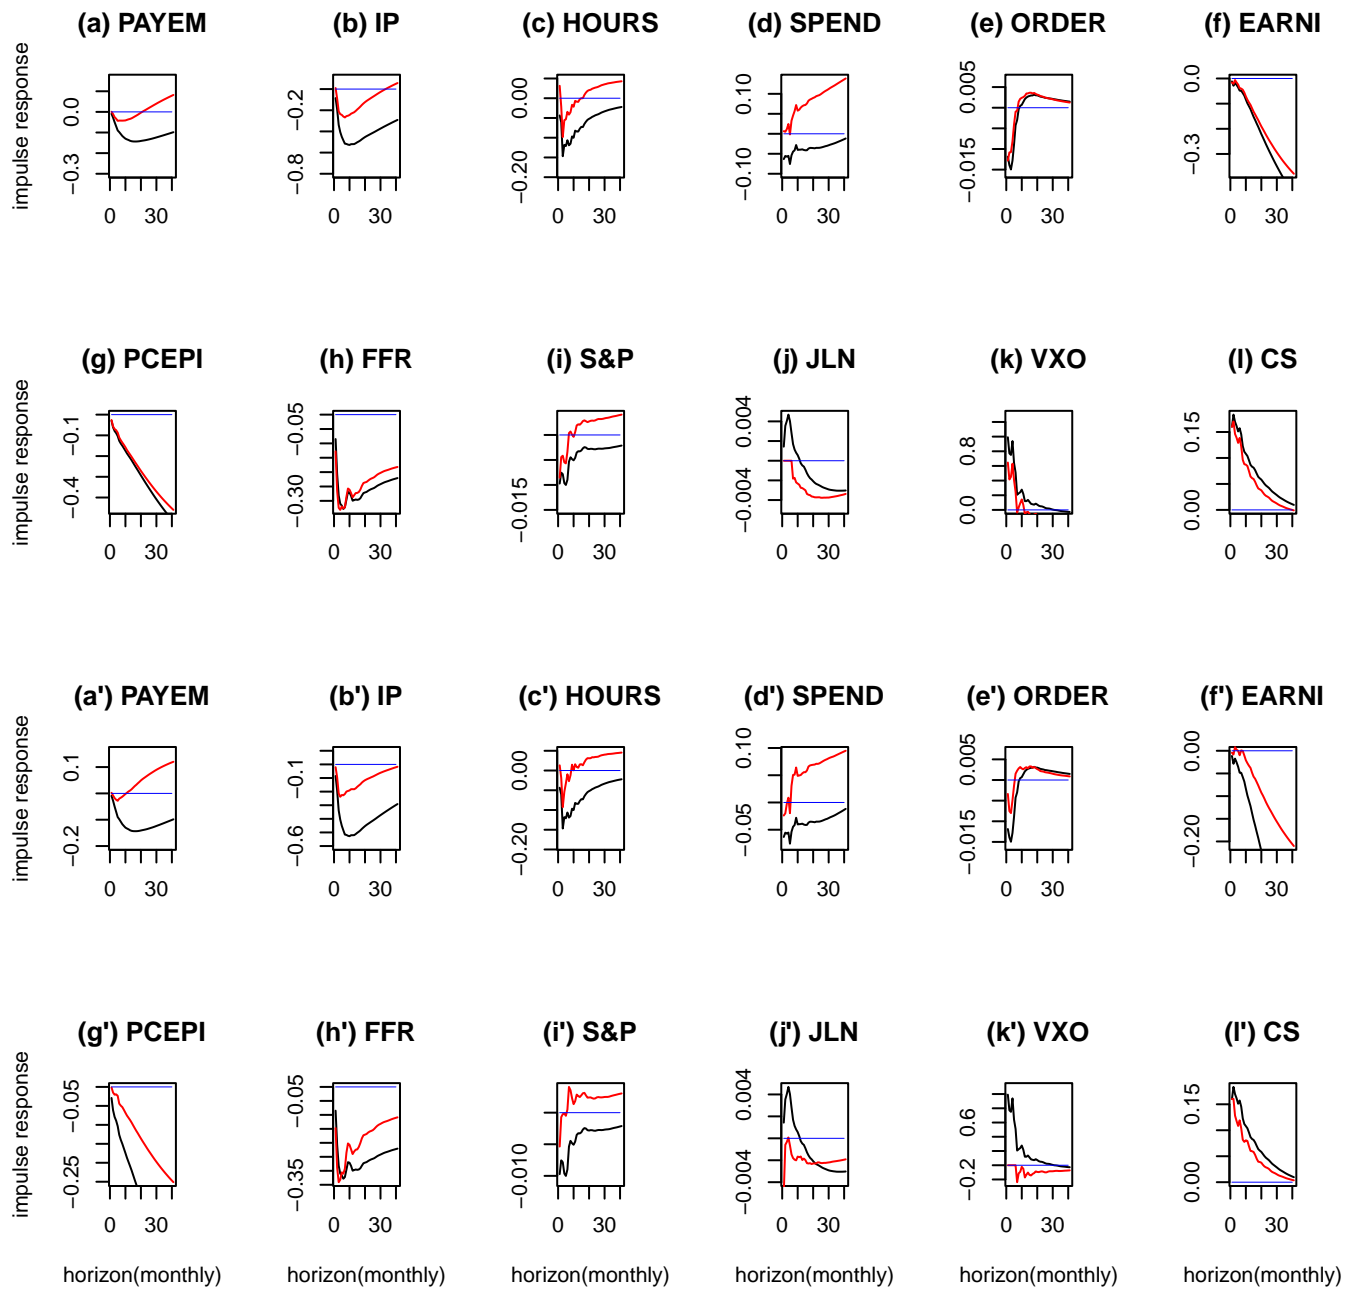 (a) PAYEM (b) IP (c) HOURS (d) SPEND (e) ORDER (f) EARNI
impulse response
−0.3 0.0
−0.8 −0.2
−0.20 0.00
−0.10 0.10
−0.015 0.005
−0.3 0.0
0 30 0 30 0 30 0 30 0 30 0 30
(g) PCEPI (h) FFR (i) S&P (j) JLN (k) VXO (l) CS
impulse response
−0.4 −0.1
−0.30 −0.05
−0.015
−0.004 0.004
0.0 0.8
0.00 0.15
0 30 0 30 0 30 0 30 0 30 0 30
(a') PAYEM (b') IP (c') HOURS (d') SPEND (e') ORDER (f') EARNI
impulse response
−0.2 0.1
−0.6 −0.1
−0.20 0.00
−0.05 0.10
−0.015 0.005
−0.20 0.00
0 30 0 30 0 30 0 30 0 30 0 30
(g') PCEPI (h') FFR (i') S&P (j') JLN (k') VXO (l') CS
impulse response
−0.25 −0.05
−0.35 −0.05
−0.010
−0.004 0.004
−0.2 0.6
0.00 0.15
0 30 0 30 0 30 0 30 0 30 0 30
horizon(monthly) horizon(monthly) horizon(monthly) horizon(monthly) horizon(monthly) horizon(monthly)